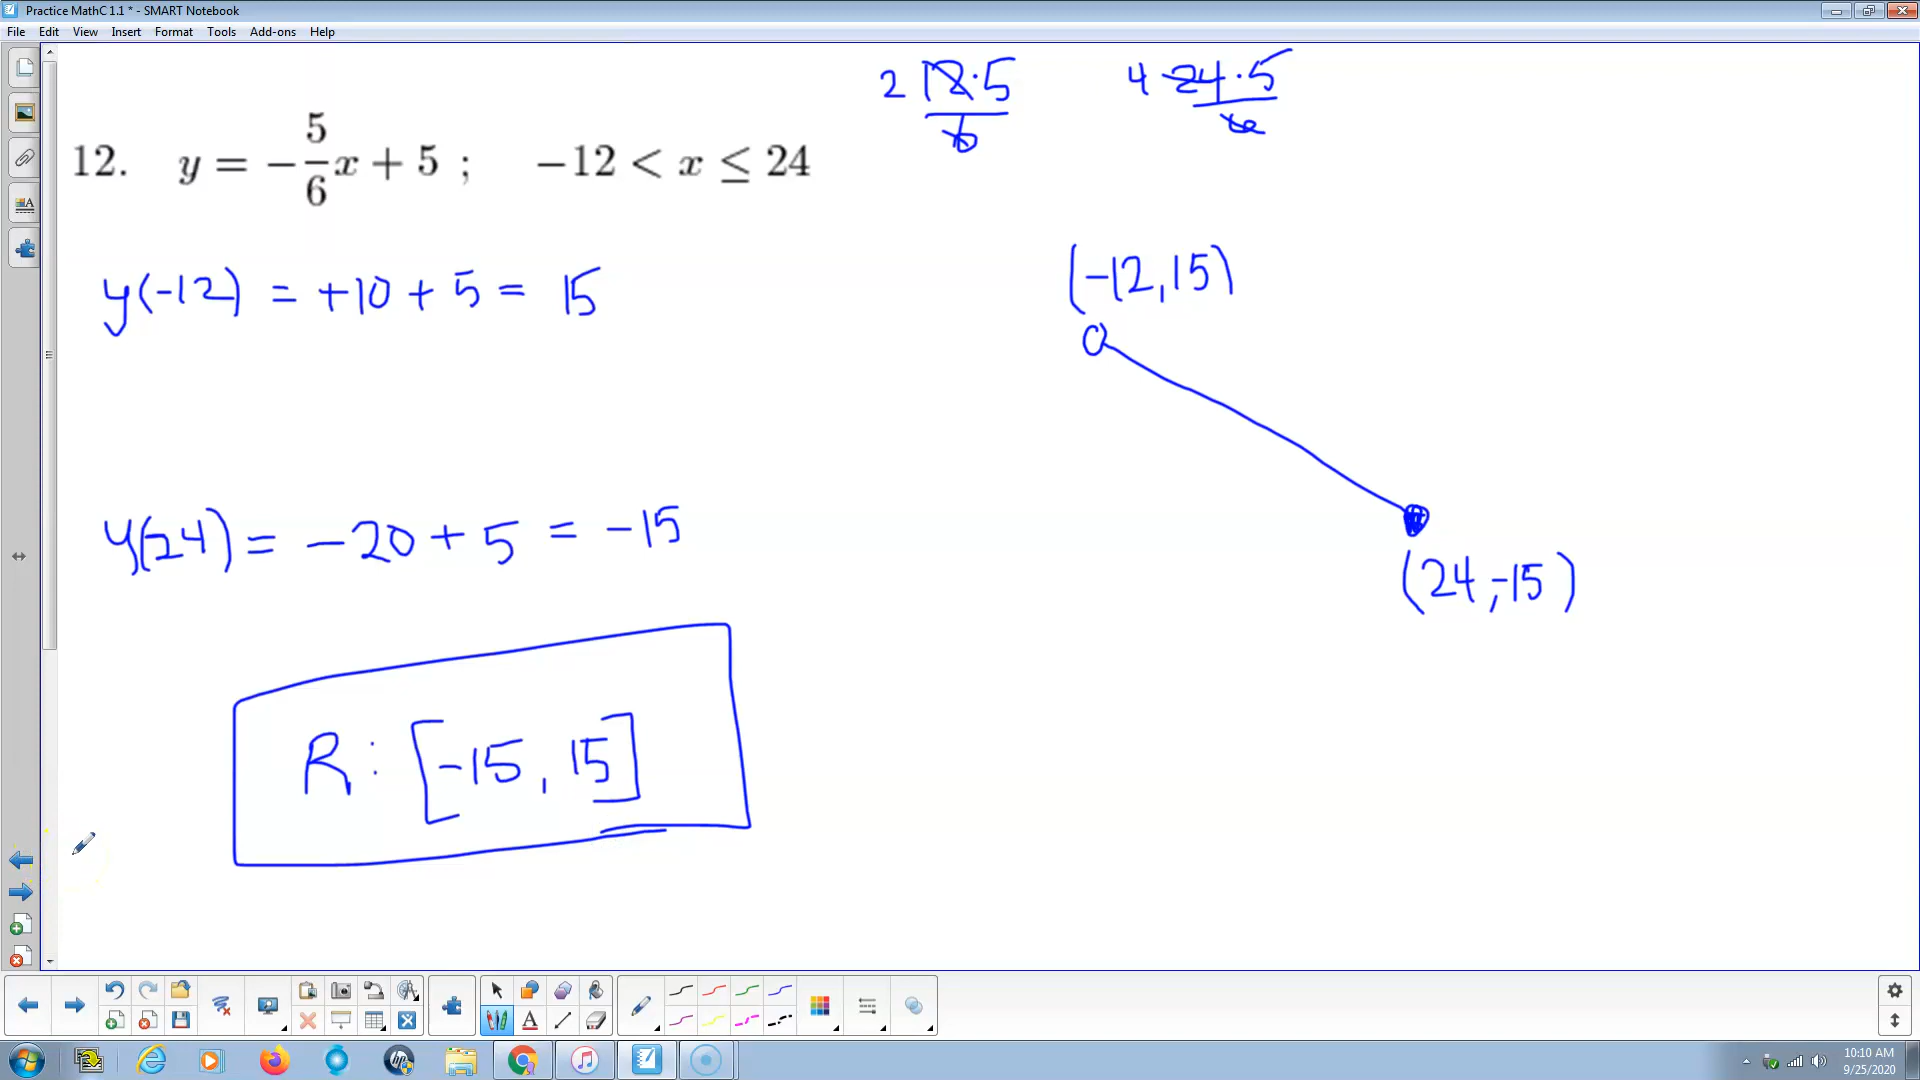 Practice MathC 1.1 * - SMART Notebook
File Edit View Insert Format Tools Add-ons Help
2 12·5 / 6
4 24·5 / 6
12. y = −5/6x + 5 ; −12 < x ≤ 24
y(-12) = +10 + 5 = 15
(-12, 15)
y(24) = -20 + 5 = -15
(24, -15)
R: [-15, 15]
10:10 AM
9/25/2020